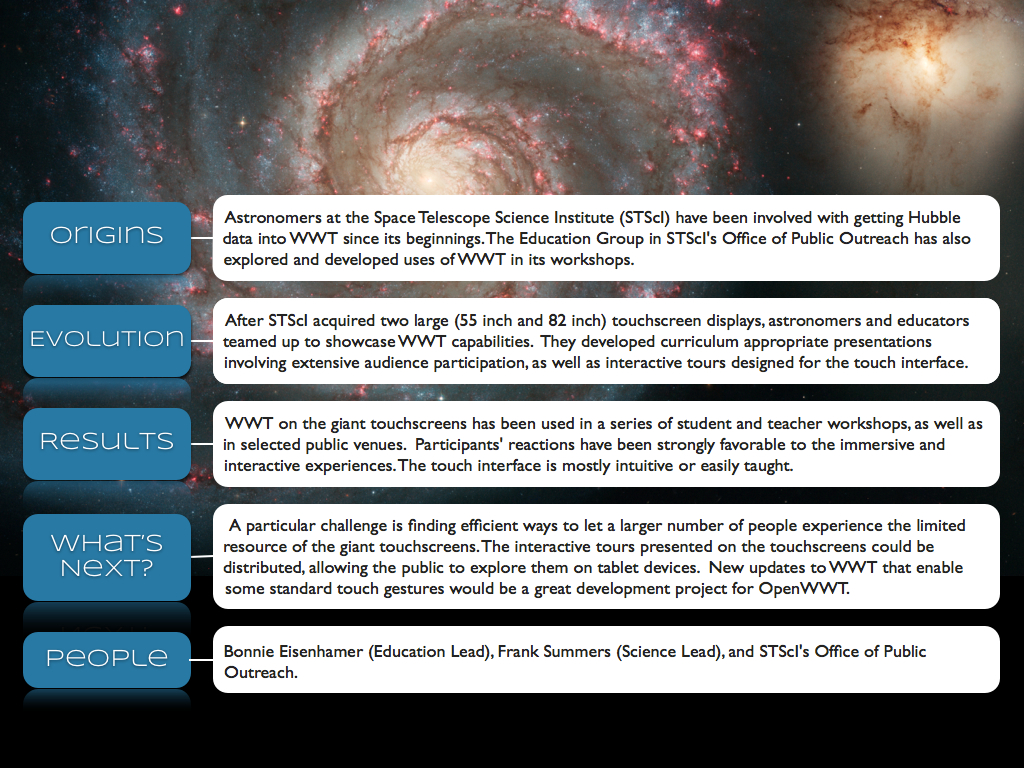 Origins
Astronomers at the Space Telescope Science Institute (STScI) have been involved with getting Hubble
data into WWT since its beginnings. The Education Group in STScI's Office of Public Outreach has also
explored and developed uses of WWT in its workshops.
Evolution
After STScI acquired two large (55 inch and 82 inch) touchscreen displays, astronomers and educators
teamed up to showcase WWT capabilities. They developed curriculum appropriate presentations
involving extensive audience participation, as well as interactive tours designed for the touch interface.
Results
WWT on the giant touchscreens has been used in a series of student and teacher workshops, as well as
in selected public venues. Participants' reactions have been strongly favorable to the immersive and
interactive experiences. The touch interface is mostly intuitive or easily taught.
What's
Next?
A particular challenge is finding efficient ways to let a larger number of people experience the limited
resource of the giant touchscreens. The interactive tours presented on the touchscreens could be
distributed, allowing the public to explore them on tablet devices. New updates to WWT that enable
some standard touch gestures would be a great development project for OpenWWT.
People
Bonnie Eisenhamer (Education Lead), Frank Summers (Science Lead), and STScI's Office of Public
Outreach.